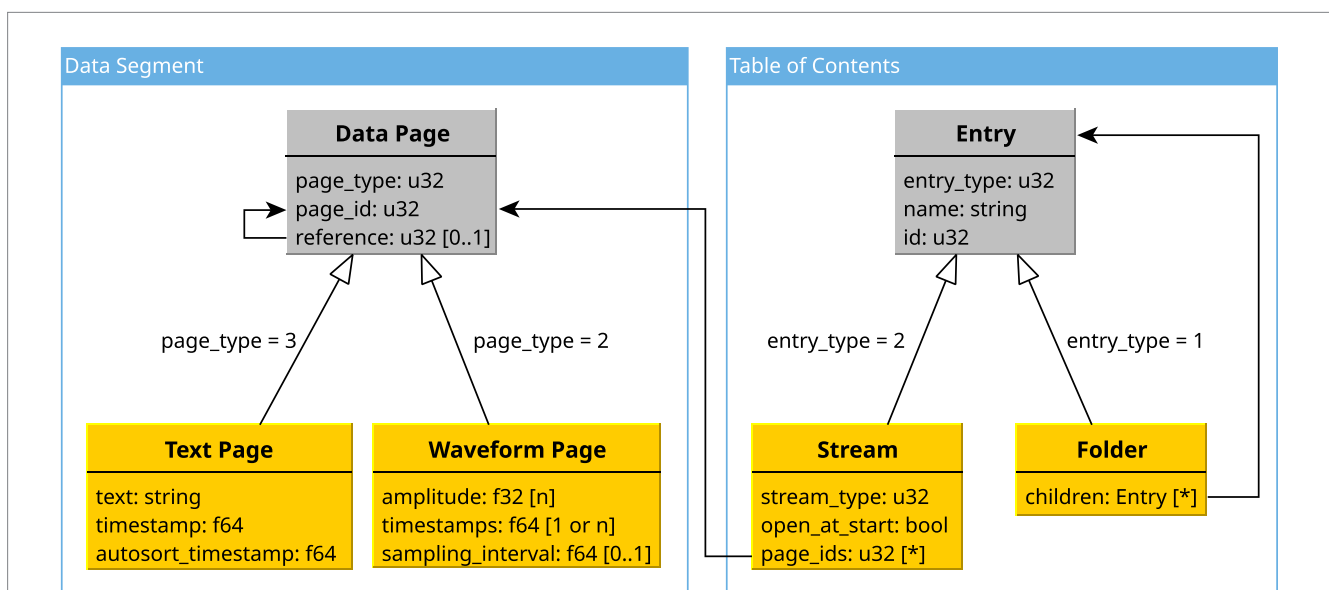 Data Segment
Data Page
page_type: u32
page_id: u32
reference: u32 [0..1]
page_type = 3
page_type = 2
Text Page
text: string
timestamp: f64
autosort_timestamp: f64
Waveform Page
amplitude: f32 [n]
timestamps: f64 [1 or n]
sampling_interval: f64 [0..1]
Table of Contents
Entry
entry_type: u32
name: string
id: u32
entry_type = 2
entry_type = 1
Stream
stream_type: u32
open_at_start: bool
page_ids: u32 [*]
Folder
children: Entry [*]